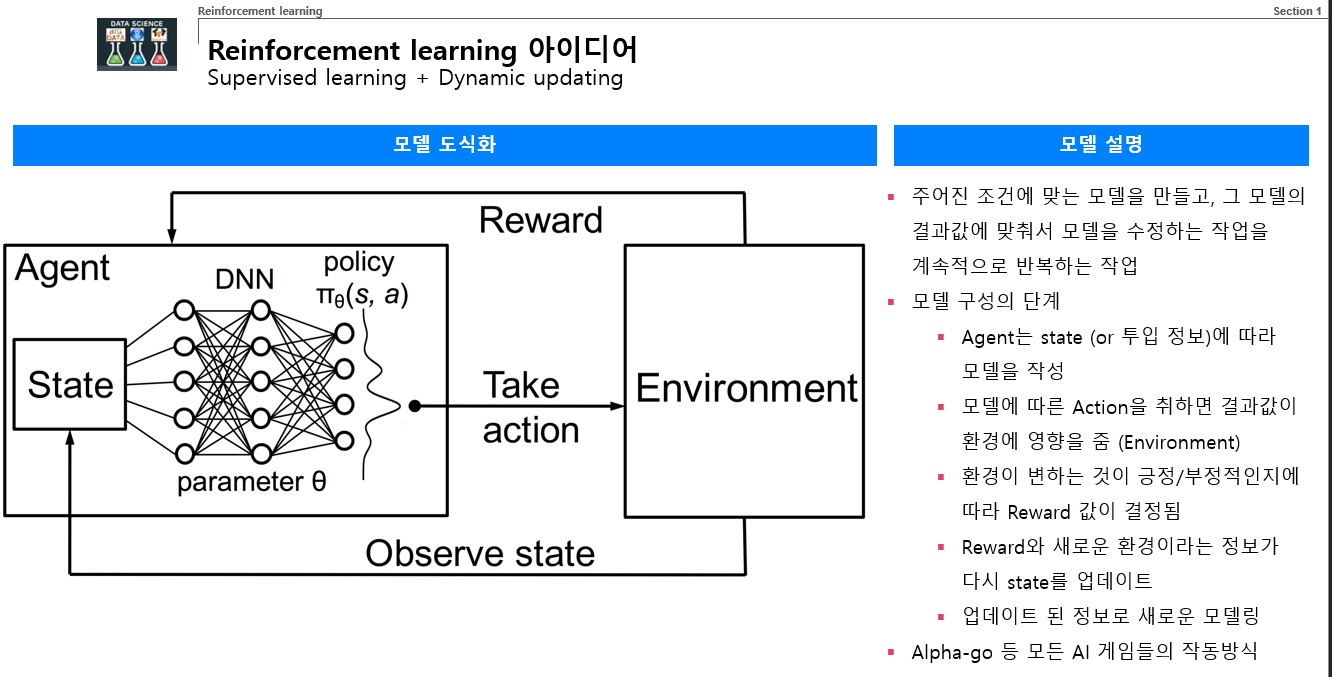 Reinforcement learning
Section 1
DATA SCIENCE
BIG
DATA
Reinforcement learning 아이디어
Supervised learning + Dynamic updating
모델 도식화
모델 설명
Reward
Agent
DNN
policy
πθ(s, a)
State
Take
action
Environment
parameter θ
Observe state
주어진 조건에 맞는 모델을 만들고, 그 모델의
결과값에 맞춰서 모델을 수정하는 작업을
계속적으로 반복하는 작업
모델 구성의 단계
Agent는 state (or 투입 정보)에 따라
모델을 작성
모델에 따른 Action을 취하면 결과값이
환경에 영향을 줌 (Environment)
환경이 변하는 것이 긍정/부정적인지에
따라 Reward 값이 결정됨
Reward와 새로운 환경이라는 정보가
다시 state를 업데이트
업데이트 된 정보로 새로운 모델링
Alpha-go 등 모든 AI 게임들의 작동방식